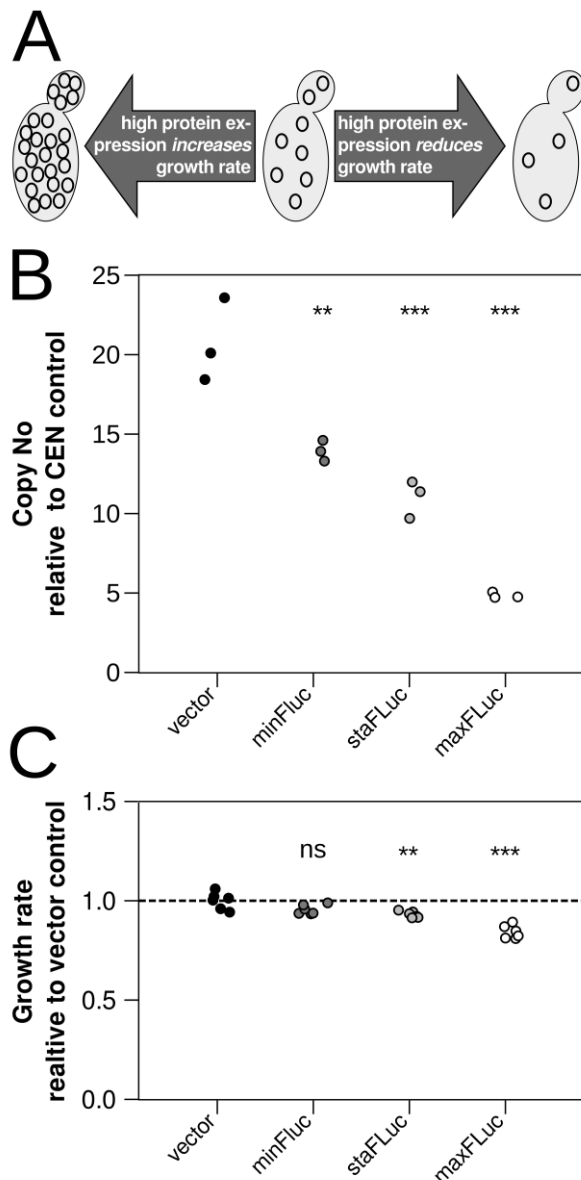 A
high protein ex-
pression increases
growth rate
high protein ex-
pression reduces
growth rate
B
Copy No
relative to CEN control
25
20
15
10
5
0
** *** ***
vector minFluc staFLuc maxFLuc
C
Growth rate
realtive to vector control
1.5
1.0
0.5
0.0
ns ** ***
vector minFluc staFLuc maxFLuc